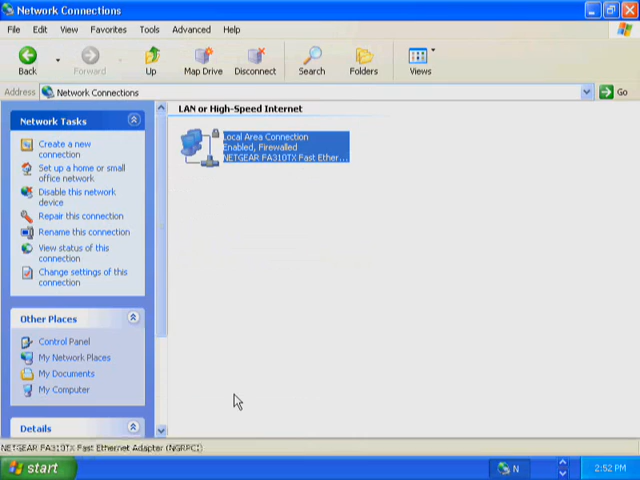 Network Connections
File Edit View Favorites Tools Advanced Help
Back Forward Up Map Drive Disconnect Search Folders Views
Address Network Connections Go
Network Tasks
Create a new
connection
Set up a home or small
office network
Disable this network
device
Repair this connection
Rename this connection
View status of this
connection
Change settings of this
connection
Other Places
Control Panel
My Network Places
My Documents
My Computer
Details
LAN or High-Speed Internet
Local Area Connection
Enabled, Firewalled
NETGEAR FA310TX Fast Ether...
NETGEAR FA310TX Fast Ethernet Adapter (NGRPCI)
start N 2:52 PM